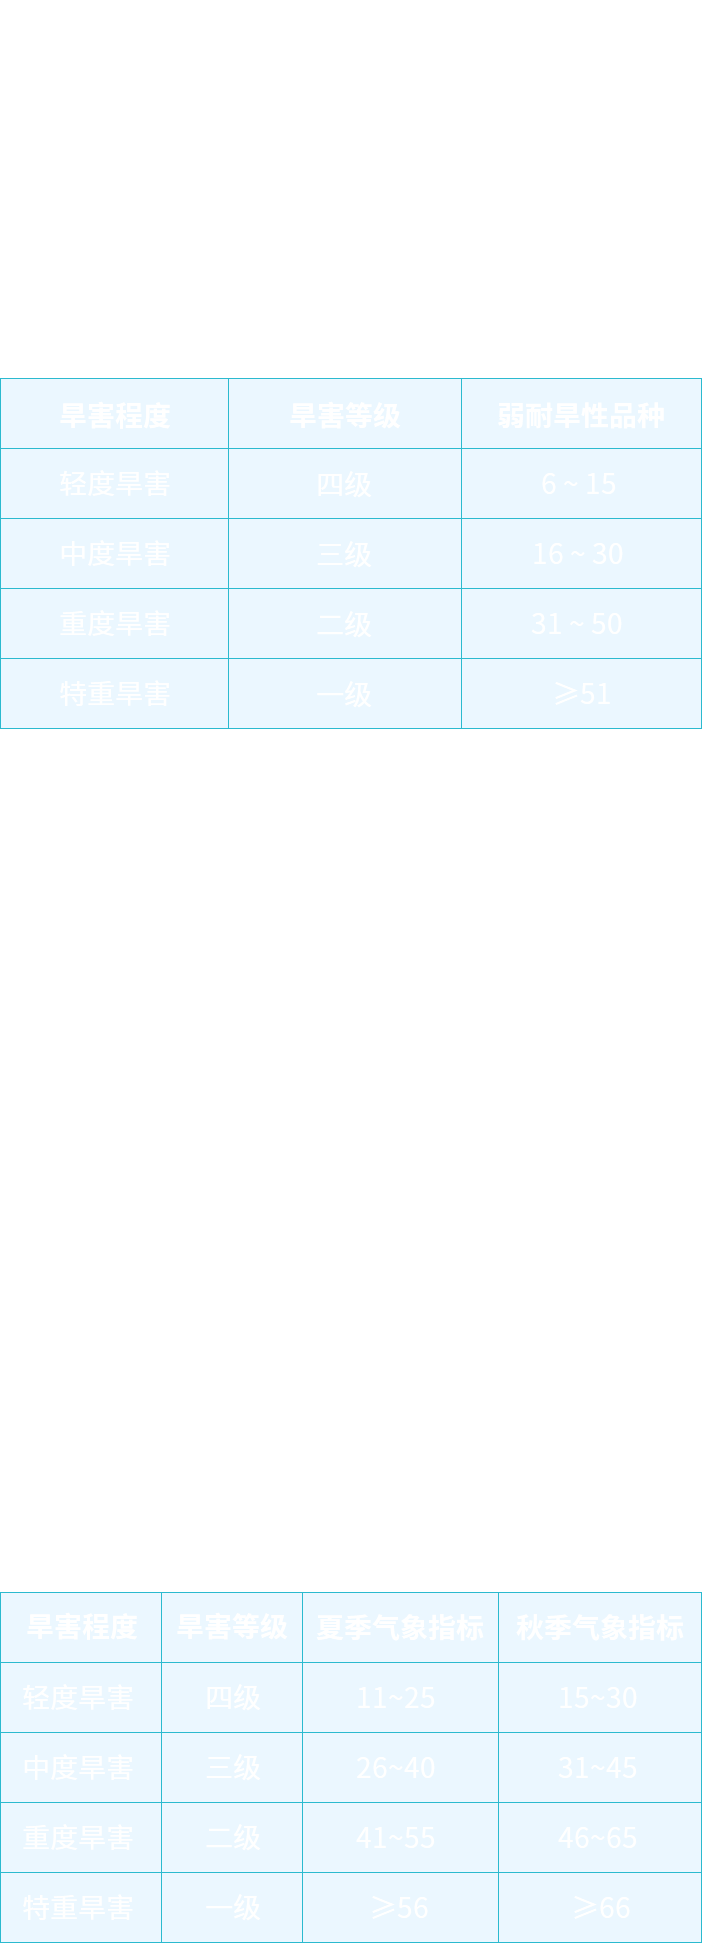 旱害程度 旱害等级 弱耐旱性品种
轻度旱害 四级 6 ~ 15
中度旱害 三级 16 ~ 30
重度旱害 二级 31 ~ 50
特重旱害 一级 ≥51
旱害程度 旱害等级 夏季气象指标 秋季气象指标
轻度旱害 四级 11~25 15~30
中度旱害 三级 26~40 31~45
重度旱害 二级 41~55 46~65
特重旱害 一级 ≥56 ≥66